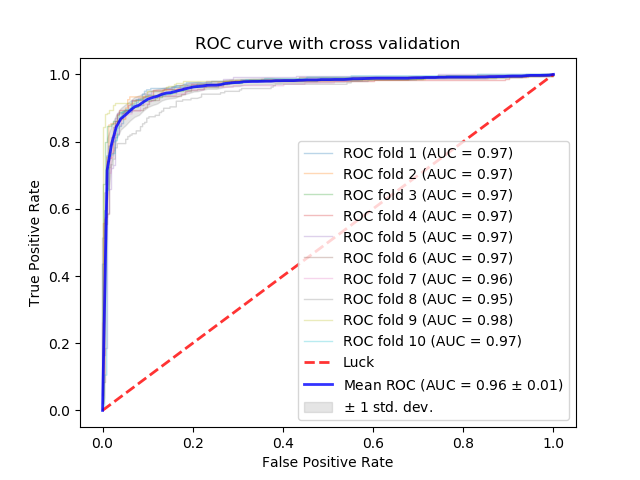 ROC curve with cross validation
True Positive Rate
1.0
0.8
0.6
0.4
0.2
0.0
ROC fold 1 (AUC = 0.97)
ROC fold 2 (AUC = 0.97)
ROC fold 3 (AUC = 0.97)
ROC fold 4 (AUC = 0.97)
ROC fold 5 (AUC = 0.97)
ROC fold 6 (AUC = 0.97)
ROC fold 7 (AUC = 0.96)
ROC fold 8 (AUC = 0.95)
ROC fold 9 (AUC = 0.98)
ROC fold 10 (AUC = 0.97)
Luck
Mean ROC (AUC = 0.96 ± 0.01)
± 1 std. dev.
0.0 0.2 0.4 0.6 0.8 1.0
False Positive Rate